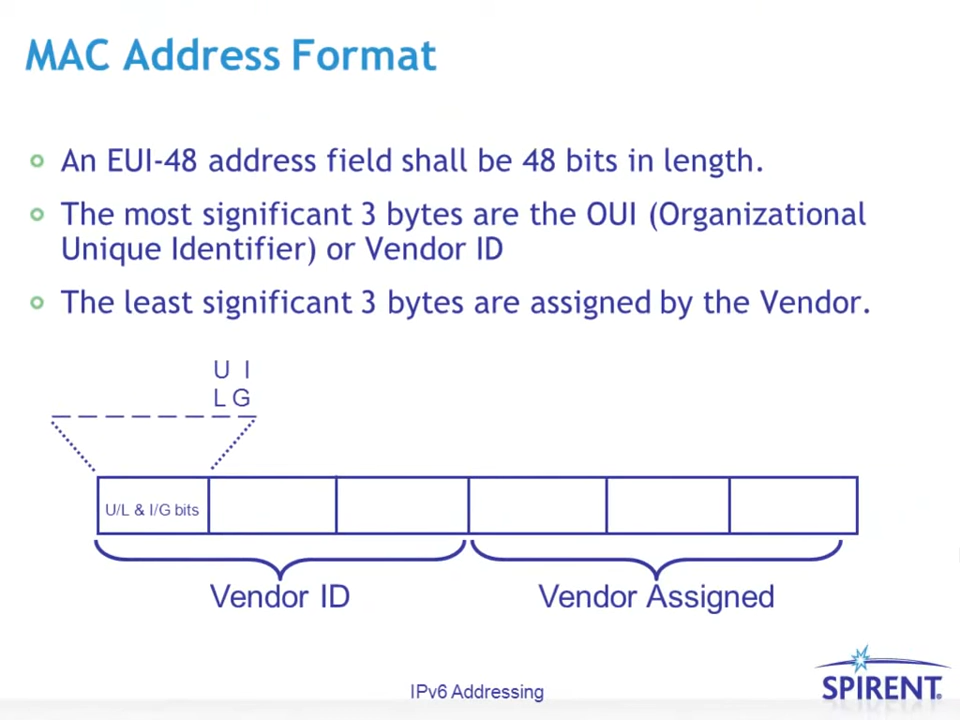 MAC Address Format
An EUI-48 address field shall be 48 bits in length.
The most significant 3 bytes are the OUI (Organizational
Unique Identifier) or Vendor ID
The least significant 3 bytes are assigned by the Vendor.
U I
L G
U/L & I/G bits
Vendor ID
Vendor Assigned
IPv6 Addressing
SPIRENT®